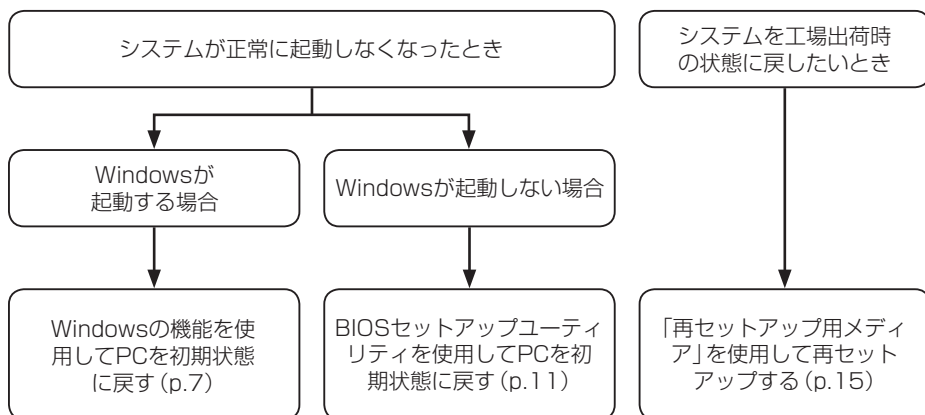 システムが正常に起動しなくなったとき
システムを工場出荷時
の状態に戻したいとき
Windowsが
起動する場合
Windowsが起動しない場合
Windowsの機能を使
用してPCを初期状態
に戻す（p.7）
BIOSセットアップユーティ
リティを使用してPCを初
期状態に戻す（p.11）
「再セットアップ用メディ
ア」を使用して再セット
アップする（p.15）